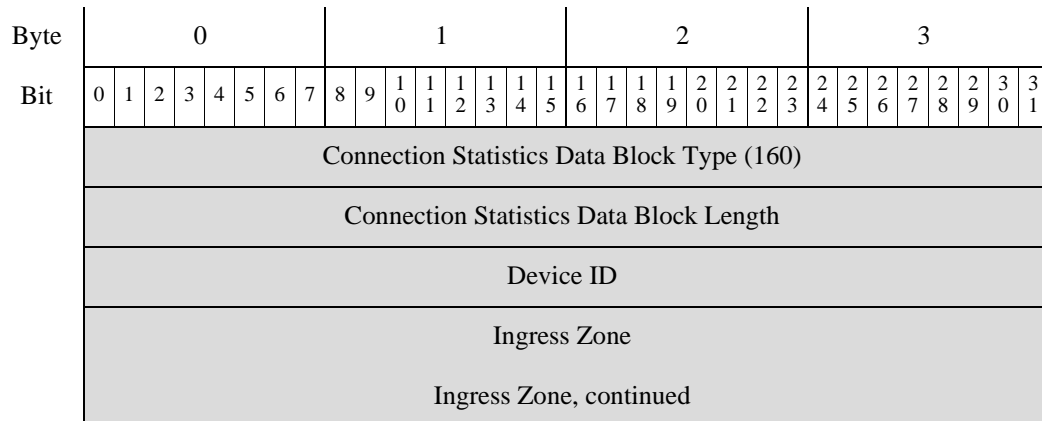 Byte 0 1 2 3
Bit 0 1 2 3 4 5 6 7 8 9 10 11 12 13 14 15 16 17 18 19 20 21 22 23 24 25 26 27 28 29 30 31
Connection Statistics Data Block Type (160)
Connection Statistics Data Block Length
Device ID
Ingress Zone
Ingress Zone, continued